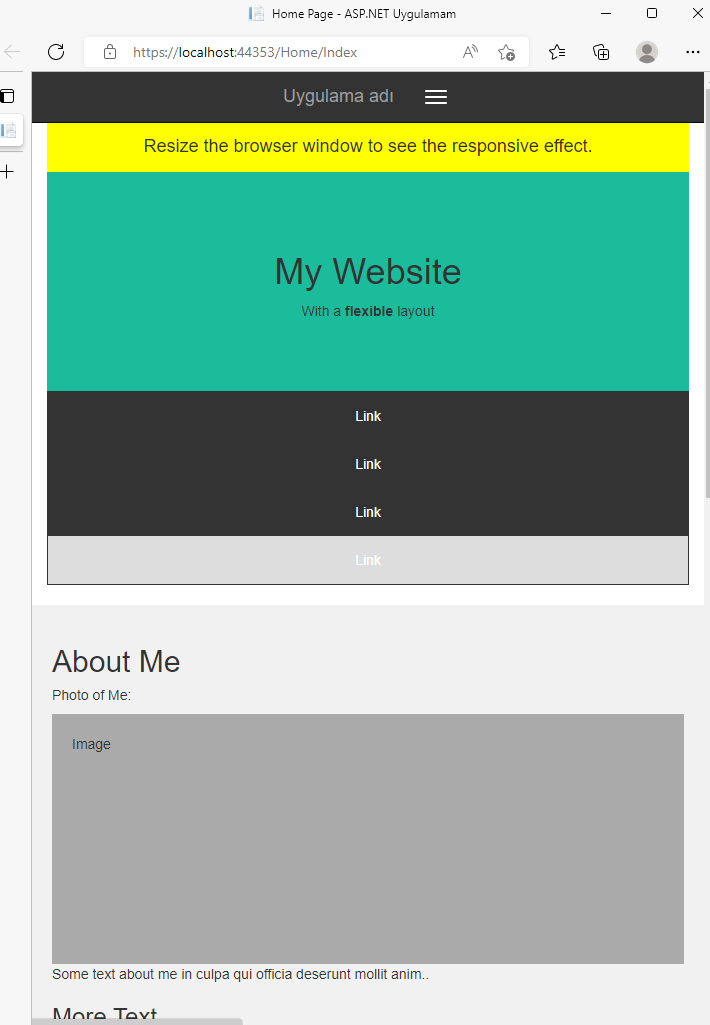 Home Page - ASP.NET Uygulamam
https://localhost:44353/Home/Index
Uygulama adı
Resize the browser window to see the responsive effect.
My Website
With a flexible layout
Link
Link
Link
Link
About Me
Photo of Me:
Image
Some text about me in culpa qui officia deserunt mollit anim..
More Text